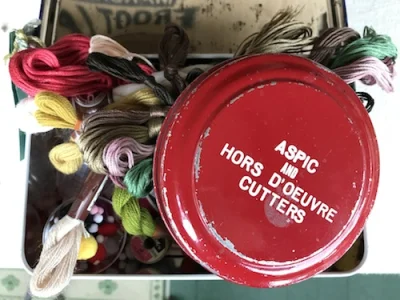 ASPIC
AND
HORS D'OEUVRE
CUTTERS